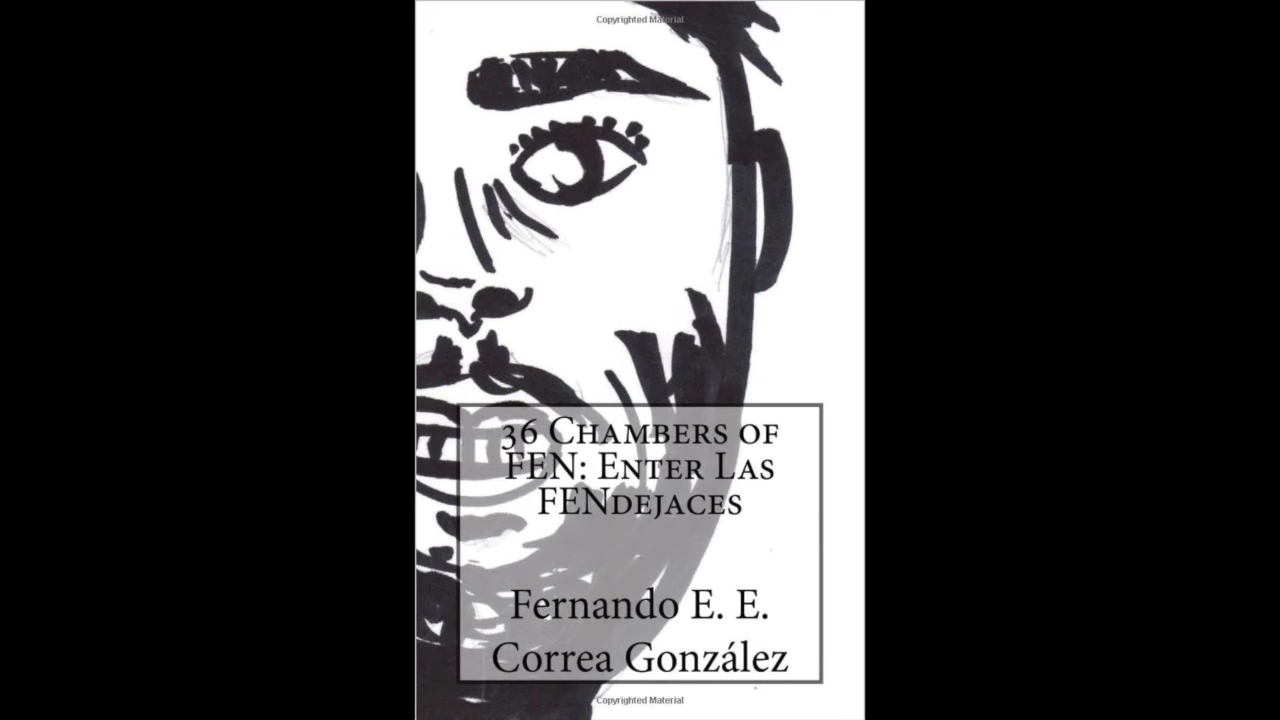 Copyrighted Material
36 Chambers of
FEN: Enter Las
FENdejaces
Fernando E. E.
Correa González
Copyrighted Material